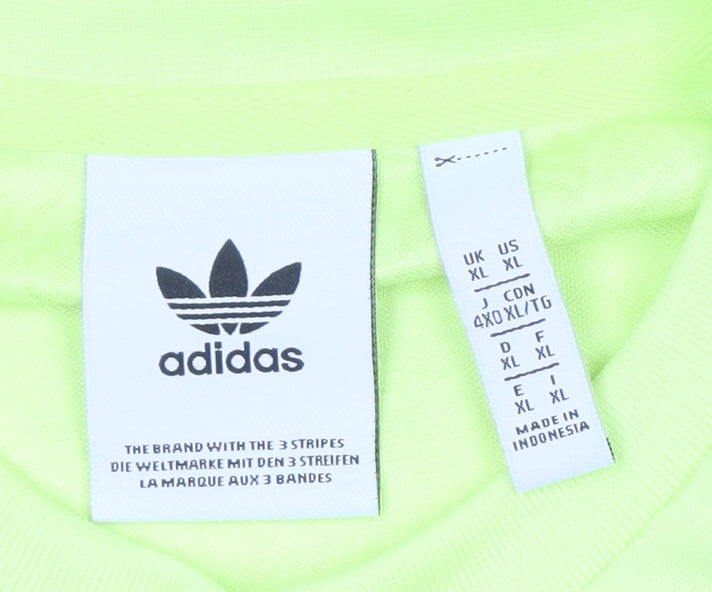 adidas
THE BRAND WITH THE 3 STRIPES
DIE WELTMARKE MIT DEN 3 STREIFEN
LA MARQUE AUX 3 BANDES
UK US
XL XL
J CDN
4XO XL/TG
D F
XL XL
E I
XL XL
MADE IN
INDONESIA